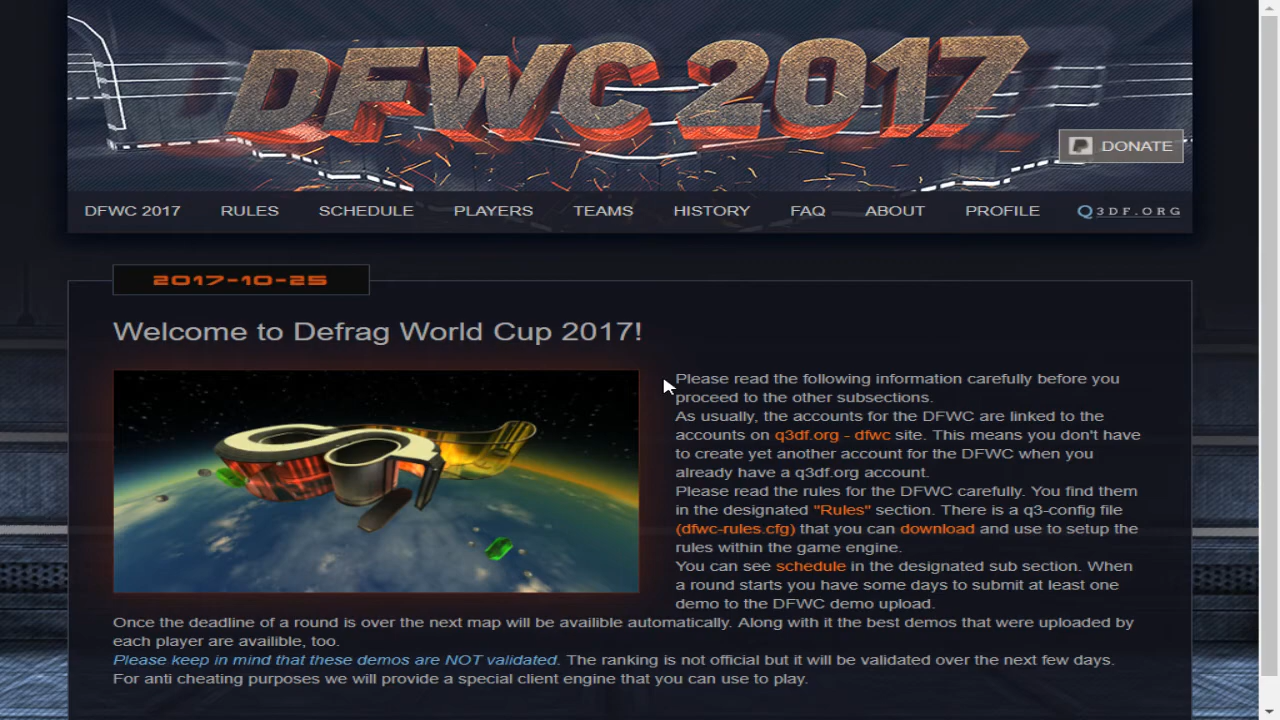 DFWC 2017
DONATE
DFWC 2017 RULES SCHEDULE PLAYERS TEAMS HISTORY FAQ ABOUT PROFILE Q3DF.ORG
2017-10-25
Welcome to Defrag World Cup 2017!
Please read the following information carefully before you
proceed to the other subsections.
As usually, the accounts for the DFWC are linked to the
accounts on q3df.org - dfwc site. This means you don't have
to create yet another account for the DFWC when you
already have a q3df.org account.
Please read the rules for the DFWC carefully. You find them
in the designated "Rules" section. There is a q3-config file
(dfwc-rules.cfg) that you can download and use to setup the
rules within the game engine.
You can see schedule in the designated sub section. When
a round starts you have some days to submit at least one
demo to the DFWC demo upload.
Once the deadline of a round is over the next map will be availible automatically. Along with it the best demos that were uploaded by
each player are availible, too.
Please keep in mind that these demos are NOT validated. The ranking is not official but it will be validated over the next few days.
For anti cheating purposes we will provide a special client engine that you can use to play.